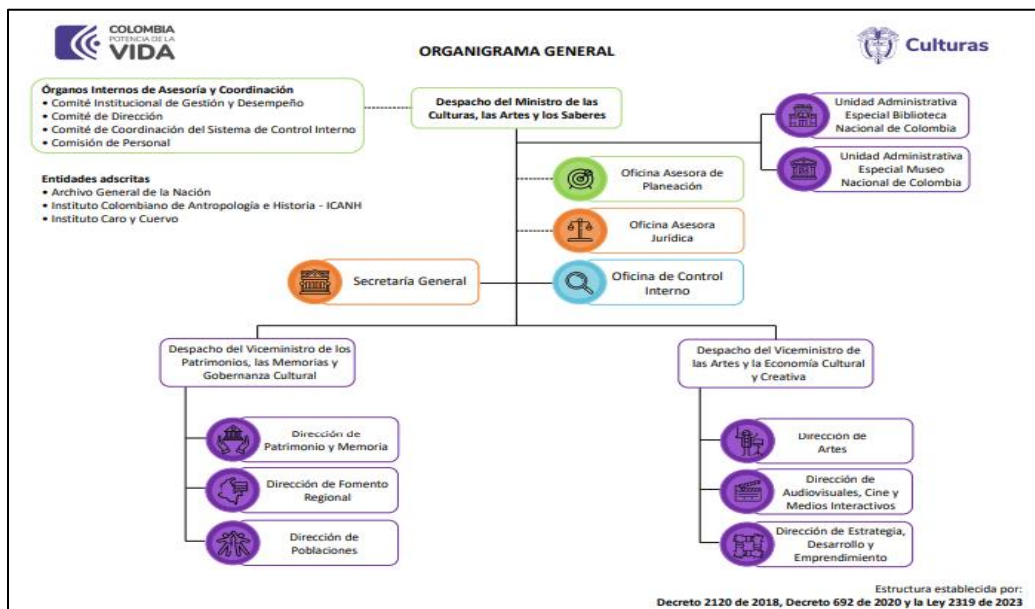 COLOMBIA
POTENCIA DE LA
VIDA
ORGANIGRAMA GENERAL
Culturas
Órganos Internos de Asesoría y Coordinación
• Comité Institucional de Gestión y Desempeño
• Comité de Dirección
• Comité de Coordinación del Sistema de Control Interno
• Comisión de Personal
Entidades adscritas
• Archivo General de la Nación
• Instituto Colombiano de Antropología e Historia - ICANH
• Instituto Caro y Cuervo
Despacho del Ministro de las
Culturas, las Artes y los Saberes
Unidad Administrativa
Especial Biblioteca
Nacional de Colombia
Unidad Administrativa
Especial Museo
Nacional de Colombia
Oficina Asesora de
Planeación
Oficina Asesora
Jurídica
Secretaría General
Oficina de Control
Interno
Despacho del Viceministro de los
Patrimonios, las Memorias y
Gobernanza Cultural
Dirección de
Patrimonio y Memoria
Dirección de Fomento
Regional
Dirección de
Poblaciones
Despacho del Viceministro de
las Artes y la Economía Cultural
y Creativa
Dirección de
Artes
Dirección de
Audiovisuales, Cine y
Medios Interactivos
Dirección de Estrategia,
Desarrollo y
Emprendimiento
Estructura establecida por:
Decreto 2120 de 2018, Decreto 692 de 2020 y la Ley 2319 de 2023